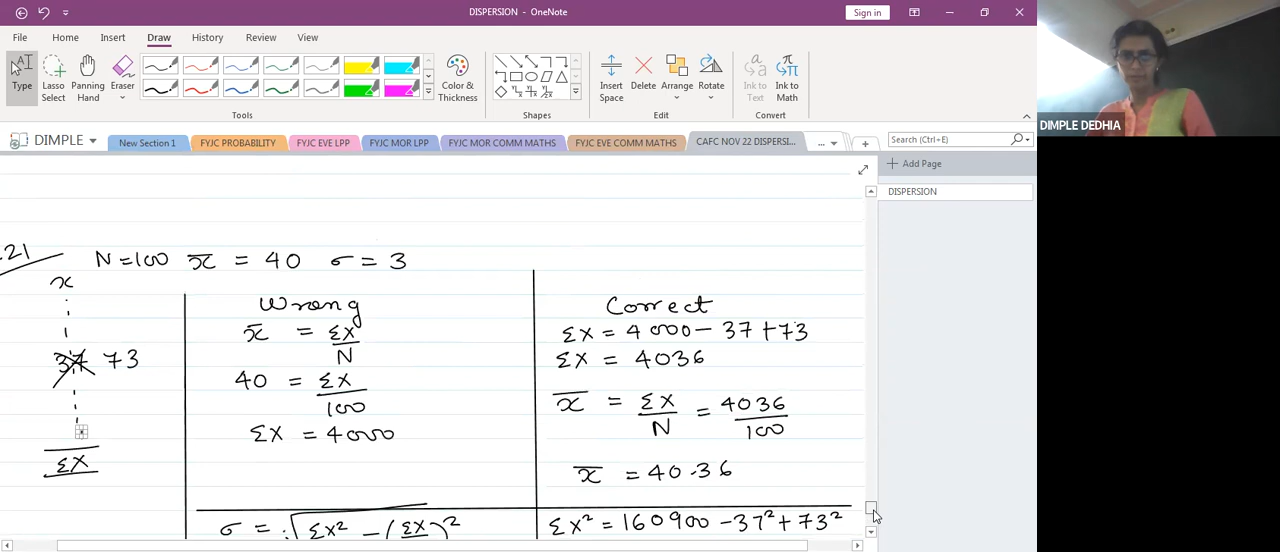 DISPERSION - OneNote
Sign in
File Home Insert Draw History Review View
Type
Lasso Select
Panning Hand
Eraser
Color & Thickness
Insert Space
Delete
Arrange
Rotate
Ink to Text
Ink to Math
Tools
Shapes
Edit
Convert
DIMPLE
New Section 1
FYJC PROBABILITY
FYJC EVE LPP
FYJC MOR LPP
FYJC MOR COMM MATHS
FYJC EVE COMM MATHS
CAFC NOV 22 DISPERSI...
Search (Ctrl+E)
Add Page
DISPERSION
DIMPLE DEDHIA
21
N=100 x̄ = 40 σ = 3
x
37 73
ΣX
Wrong
x̄ = ΣX/N
40 = ΣX/100
ΣX = 4000
σ = √ΣX² - (ΣX)²
Correct
ΣX = 4000 - 37 + 73
ΣX = 4036
x̄ = ΣX/N = 4036/100
x̄ = 40.36
ΣX² = 160900 - 37² + 73²